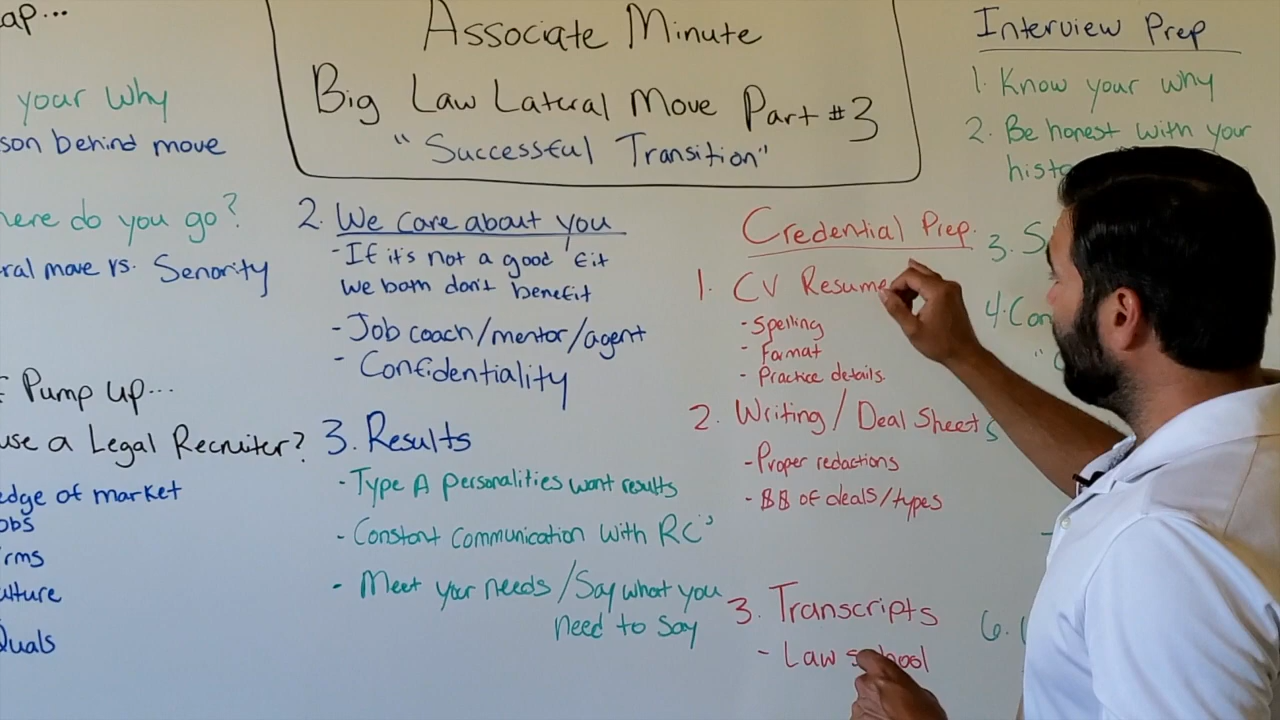 ap...
your Why
son behind move
here do you go?
ral move vs. Senority
Pump up...
use a Legal Recruiter?
edge of market
obs
rms
ulture
Quals
Associate Minute
Big Law Lateral Move Part #3
"Successful Transition"
2. We care about you
- If it's not a good fit
we both don't benefit
- Job coach/mentor/agent
- Confidentiality
3. Results
- Type A personalities want results
- Constant communication with RC's
- Meet your needs/Say what you
need to say
Credential Prep.
1. CV Resume
- Spelling
- Format
- Practice details
2. Writing / Deal Sheets
- Proper redactions
- $$ of deals/types
3. Transcripts
- Law school
Interview Prep
1. Know your why
2. Be honest with your
histo
3. S
4. Con
6.